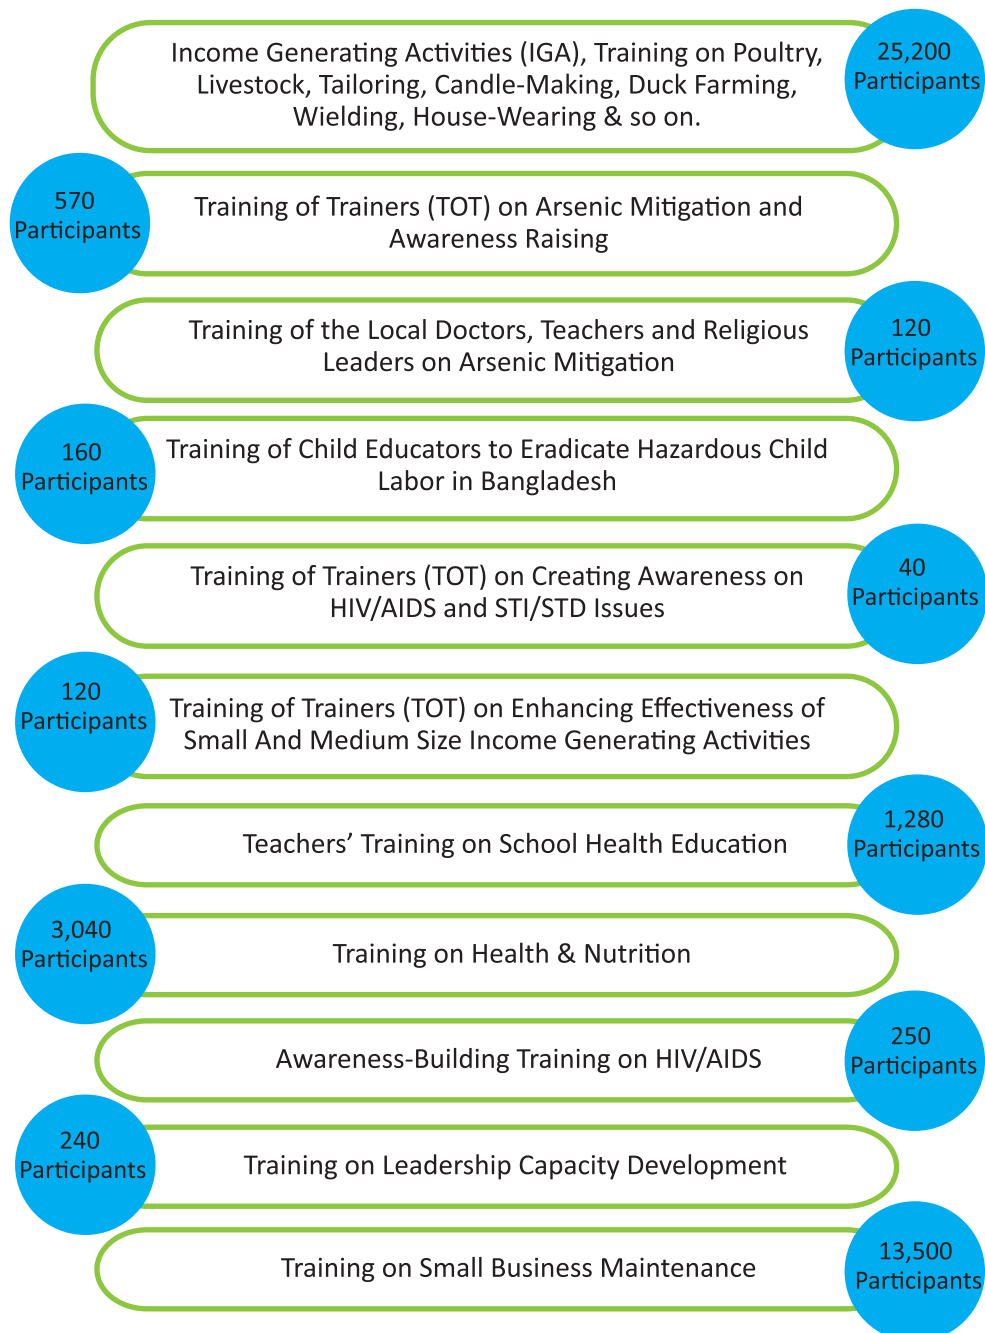 Income Generating Activities (IGA), Training on Poultry,
Livestock, Tailoring, Candle-Making, Duck Farming,
Wielding, House-Wearing & so on.
25,200
Participants
570
Participants
Training of Trainers (TOT) on Arsenic Mitigation and
Awareness Raising
Training of the Local Doctors, Teachers and Religious
Leaders on Arsenic Mitigation
120
Participants
160
Participants
Training of Child Educators to Eradicate Hazardous Child
Labor in Bangladesh
Training of Trainers (TOT) on Creating Awareness on
HIV/AIDS and STI/STD Issues
40
Participants
120
Participants
Training of Trainers (TOT) on Enhancing Effectiveness of
Small And Medium Size Income Generating Activities
Teachers’ Training on School Health Education
1,280
Participants
3,040
Participants
Training on Health & Nutrition
Awareness-Building Training on HIV/AIDS
250
Participants
240
Participants
Training on Leadership Capacity Development
Training on Small Business Maintenance
13,500
Participants